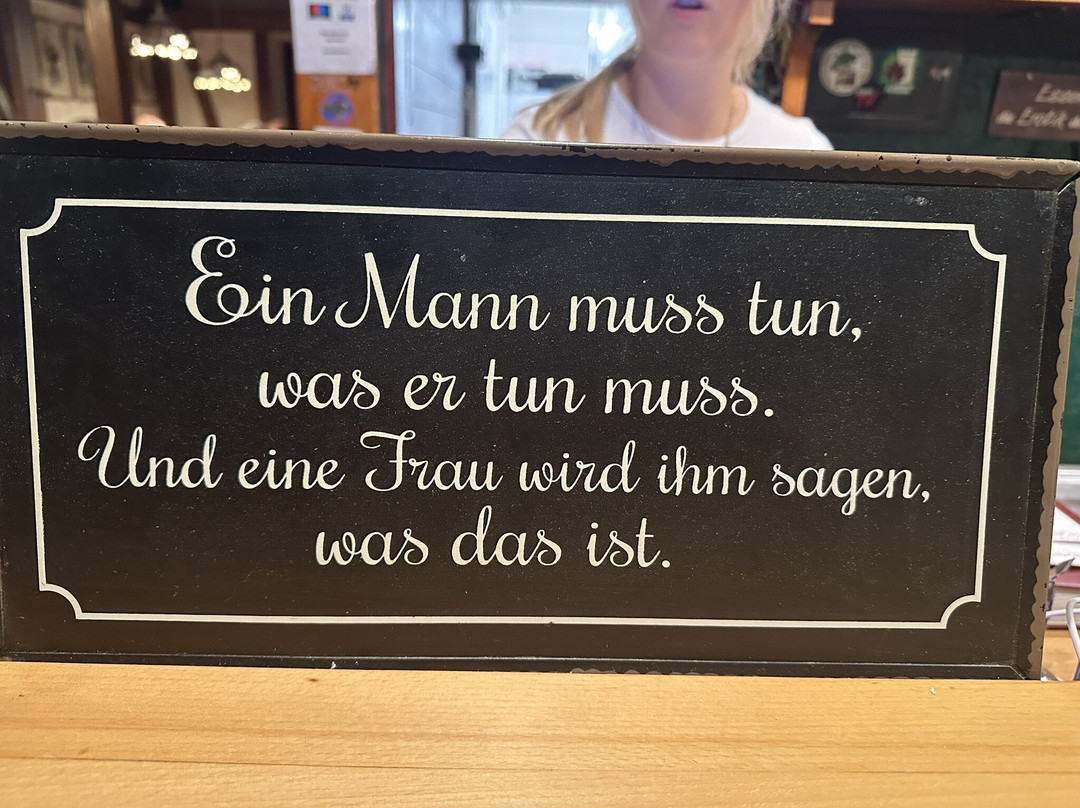 Ein Mann muss tun,
was er tun muss.
Und eine Frau wird ihm sagen,
was das ist.